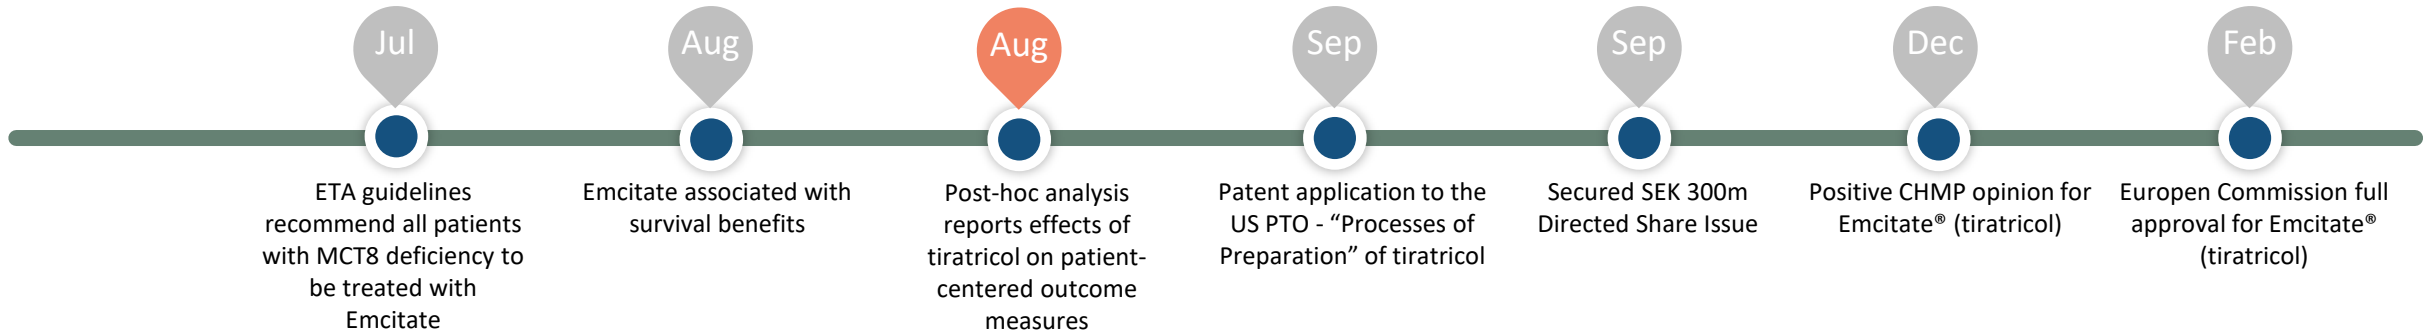 Jul
ETA guidelines
recommend all patients
with MCT8 deficiency to
be treated with
Emcitate
Aug
Emcitate associated with
survival benefits
Aug
Post-hoc analysis
reports effects of
tiratricol on patient-
centered outcome
measures
Sep
Patent application to the
US PTO - “Processes of
Preparation” of tiratricol
Sep
Secured SEK 300m
Directed Share Issue
Dec
Positive CHMP opinion for
Emcitate® (tiratricol)
Feb
Europen Commission full
approval for Emcitate®
(tiratricol)